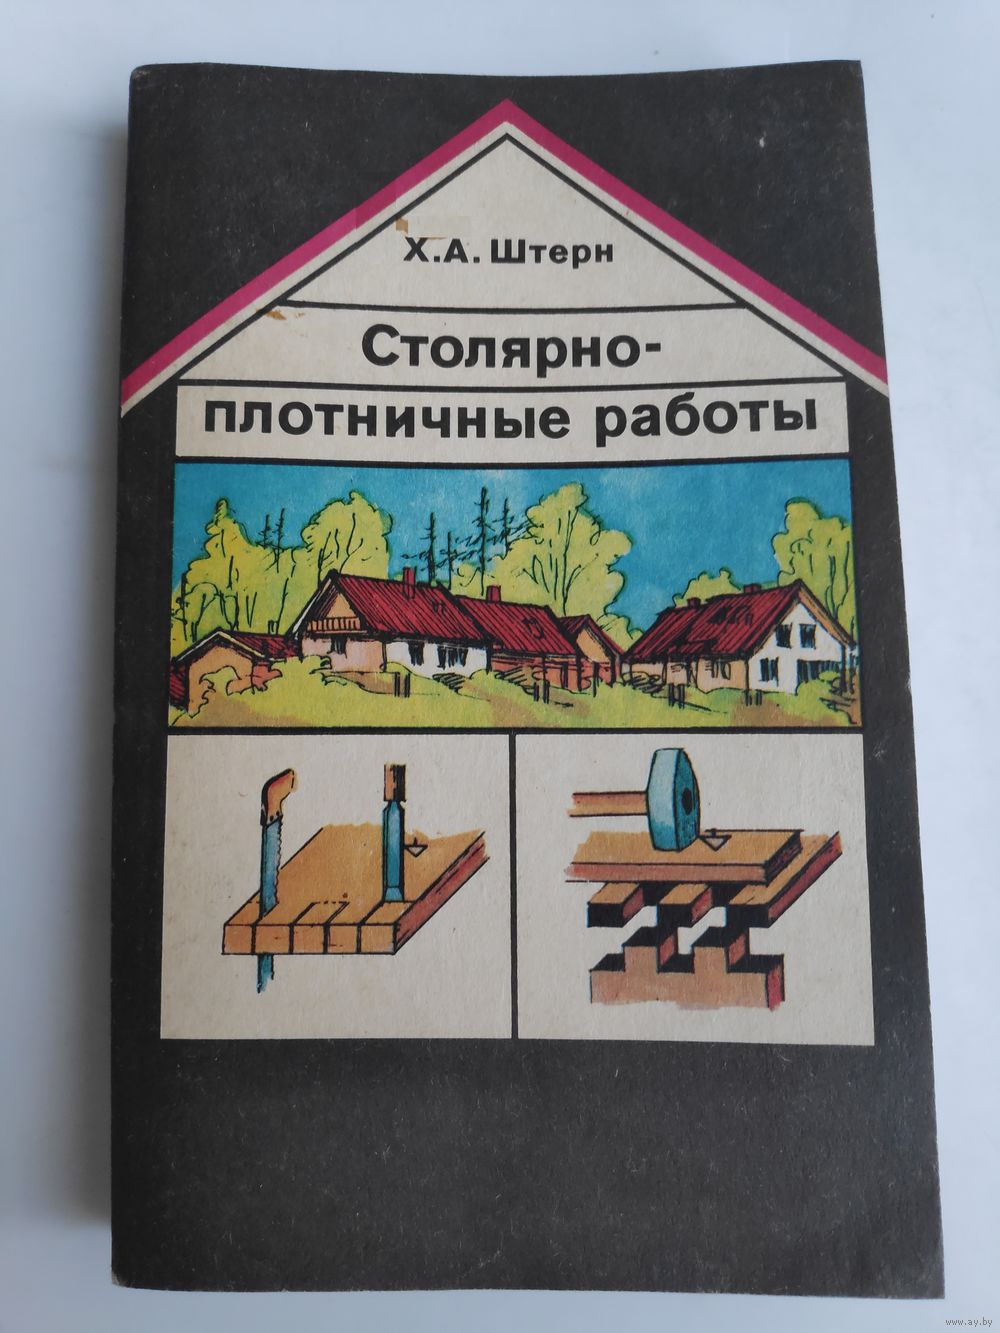 Х.А. Штерн
Столярно-
плотничные работы
www.ay.by